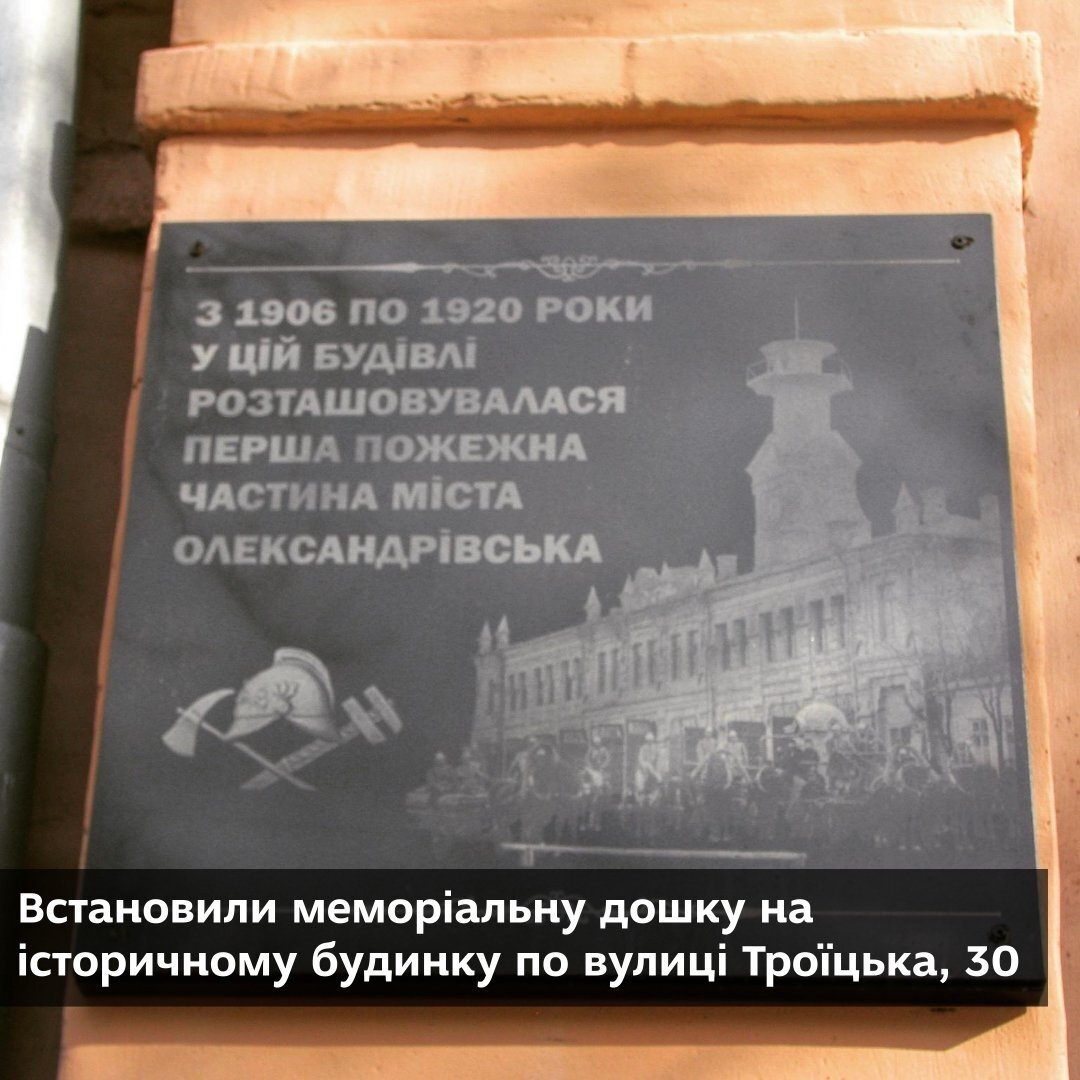 З 1906 ПО 1920 РОКИ
У ЦІЙ БУДІВЛІ
РОЗТАШОВУВАЛАСЯ
ПЕРША ПОЖЕЖНА
ЧАСТИНА МІСТА
ОЛЕКСАНДРІВСЬКА
Встановили меморіальну дошку на
історичному будинку по вулиці Троїцька, 30